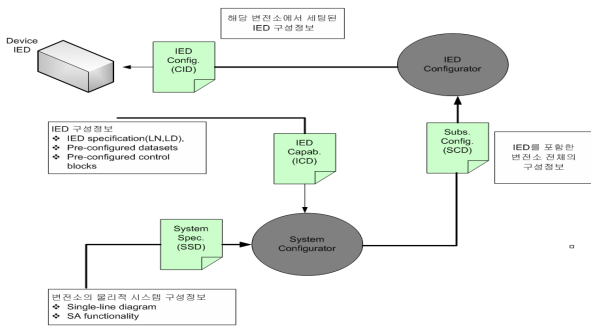 해당 변전소에서 세팅된
IED 구성정보
Device
IED
IED
Config.
(CID)
IED
Configurator
IED 구성정보
❖ IED specification(LN,LD),
❖ Pre-configured datasets
❖ Pre-configured control
blocks
IED
Capab.
(ICD)
Subs.
Config.
(SCD)
IED를 포함한
변전소 전체의
구성정보
System
Spec.
(SSD)
System
Configurator
변전소의 물리적 시스템 구성정보
❖ Single-line diagram
❖ SA functionality